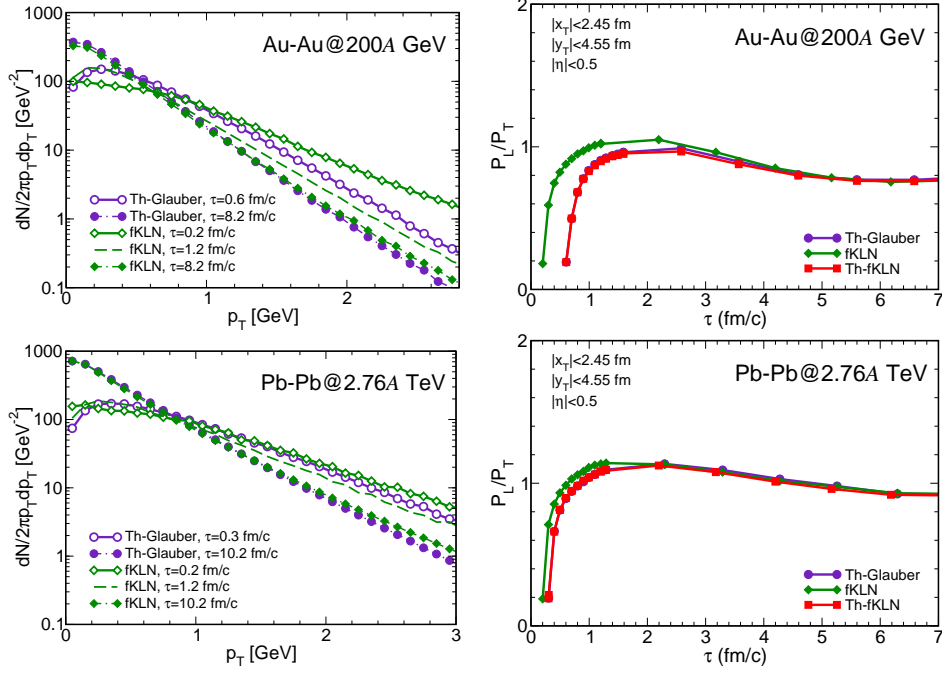 1000
100
10
1
0.1
dN/2πp_Tdp_T [GeV^-2]
Au-Au@200A GeV
Th-Glauber, τ=0.6 fm/c
Th-Glauber, τ=8.2 fm/c
fKLN, τ=0.2 fm/c
fKLN, τ=1.2 fm/c
fKLN, τ=8.2 fm/c
0 1 2
p_T [GeV]
2
1
0
P_L/P_T
|x_T|<2.45 fm
|y_T|<4.55 fm
|η|<0.5
Au-Au@200A GeV
Th-Glauber
fKLN
Th-fKLN
0 1 2 3 4 5 6 7
τ (fm/c)
1000
100
10
1
0.1
dN/2πp_Tdp_T [GeV^-2]
Pb-Pb@2.76A TeV
Th-Glauber, τ=0.3 fm/c
Th-Glauber, τ=10.2 fm/c
fKLN, τ=0.2 fm/c
fKLN, τ=1.2 fm/c
fKLN, τ=10.2 fm/c
0 1 2 3
p_T [GeV]
2
1
0
P_L/P_T
|x_T|<2.45 fm
|y_T|<4.55 fm
|η|<0.5
Pb-Pb@2.76A TeV
Th-Glauber
fKLN
Th-fKLN
0 1 2 3 4 5 6 7
τ (fm/c)